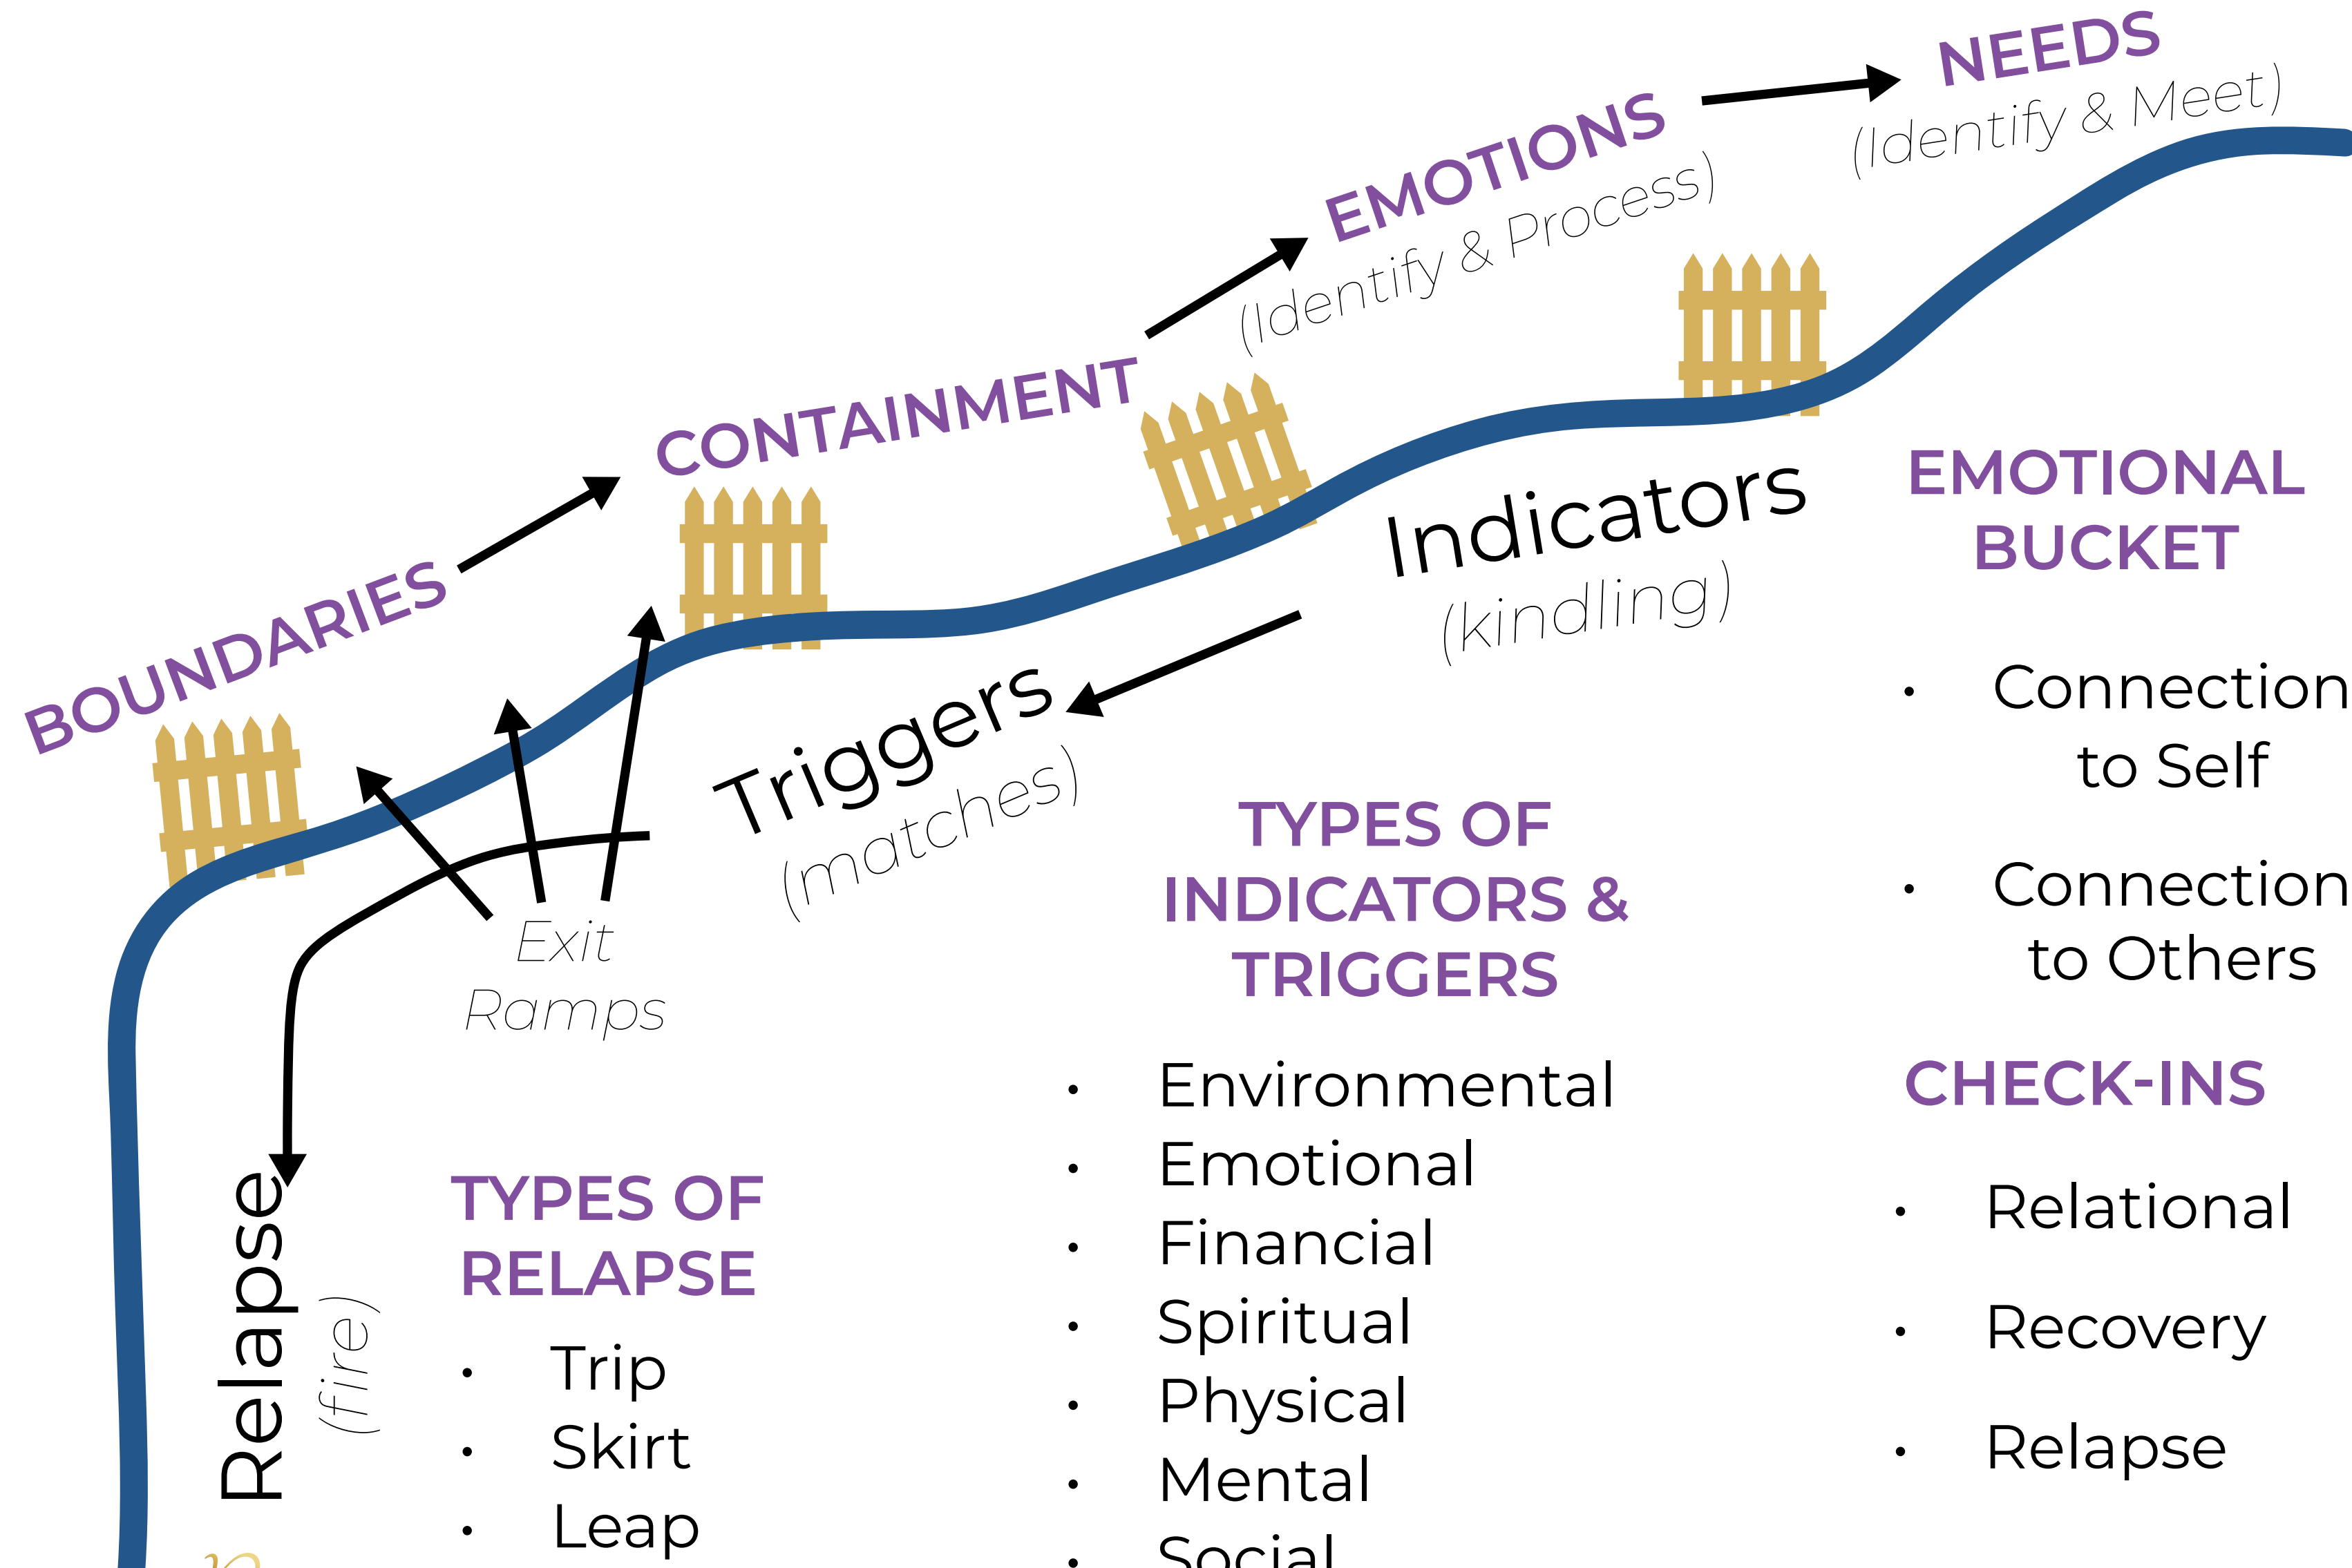 NEEDS
(Identify & Meet)
EMOTIONS
(Identify & Process)
CONTAINMENT
BOUNDARIES
Indicators
(kindling)
Triggers
(matches)
Exit
Ramps
Relapse
(fire)
TYPES OF
RELAPSE
• Trip
• Skirt
• Leap
TYPES OF
INDICATORS &
TRIGGERS
• Environmental
• Emotional
• Financial
• Spiritual
• Physical
• Mental
• Social
EMOTIONAL
BUCKET
• Connection
to Self
• Connection
to Others
CHECK-INS
• Relational
• Recovery
• Relapse